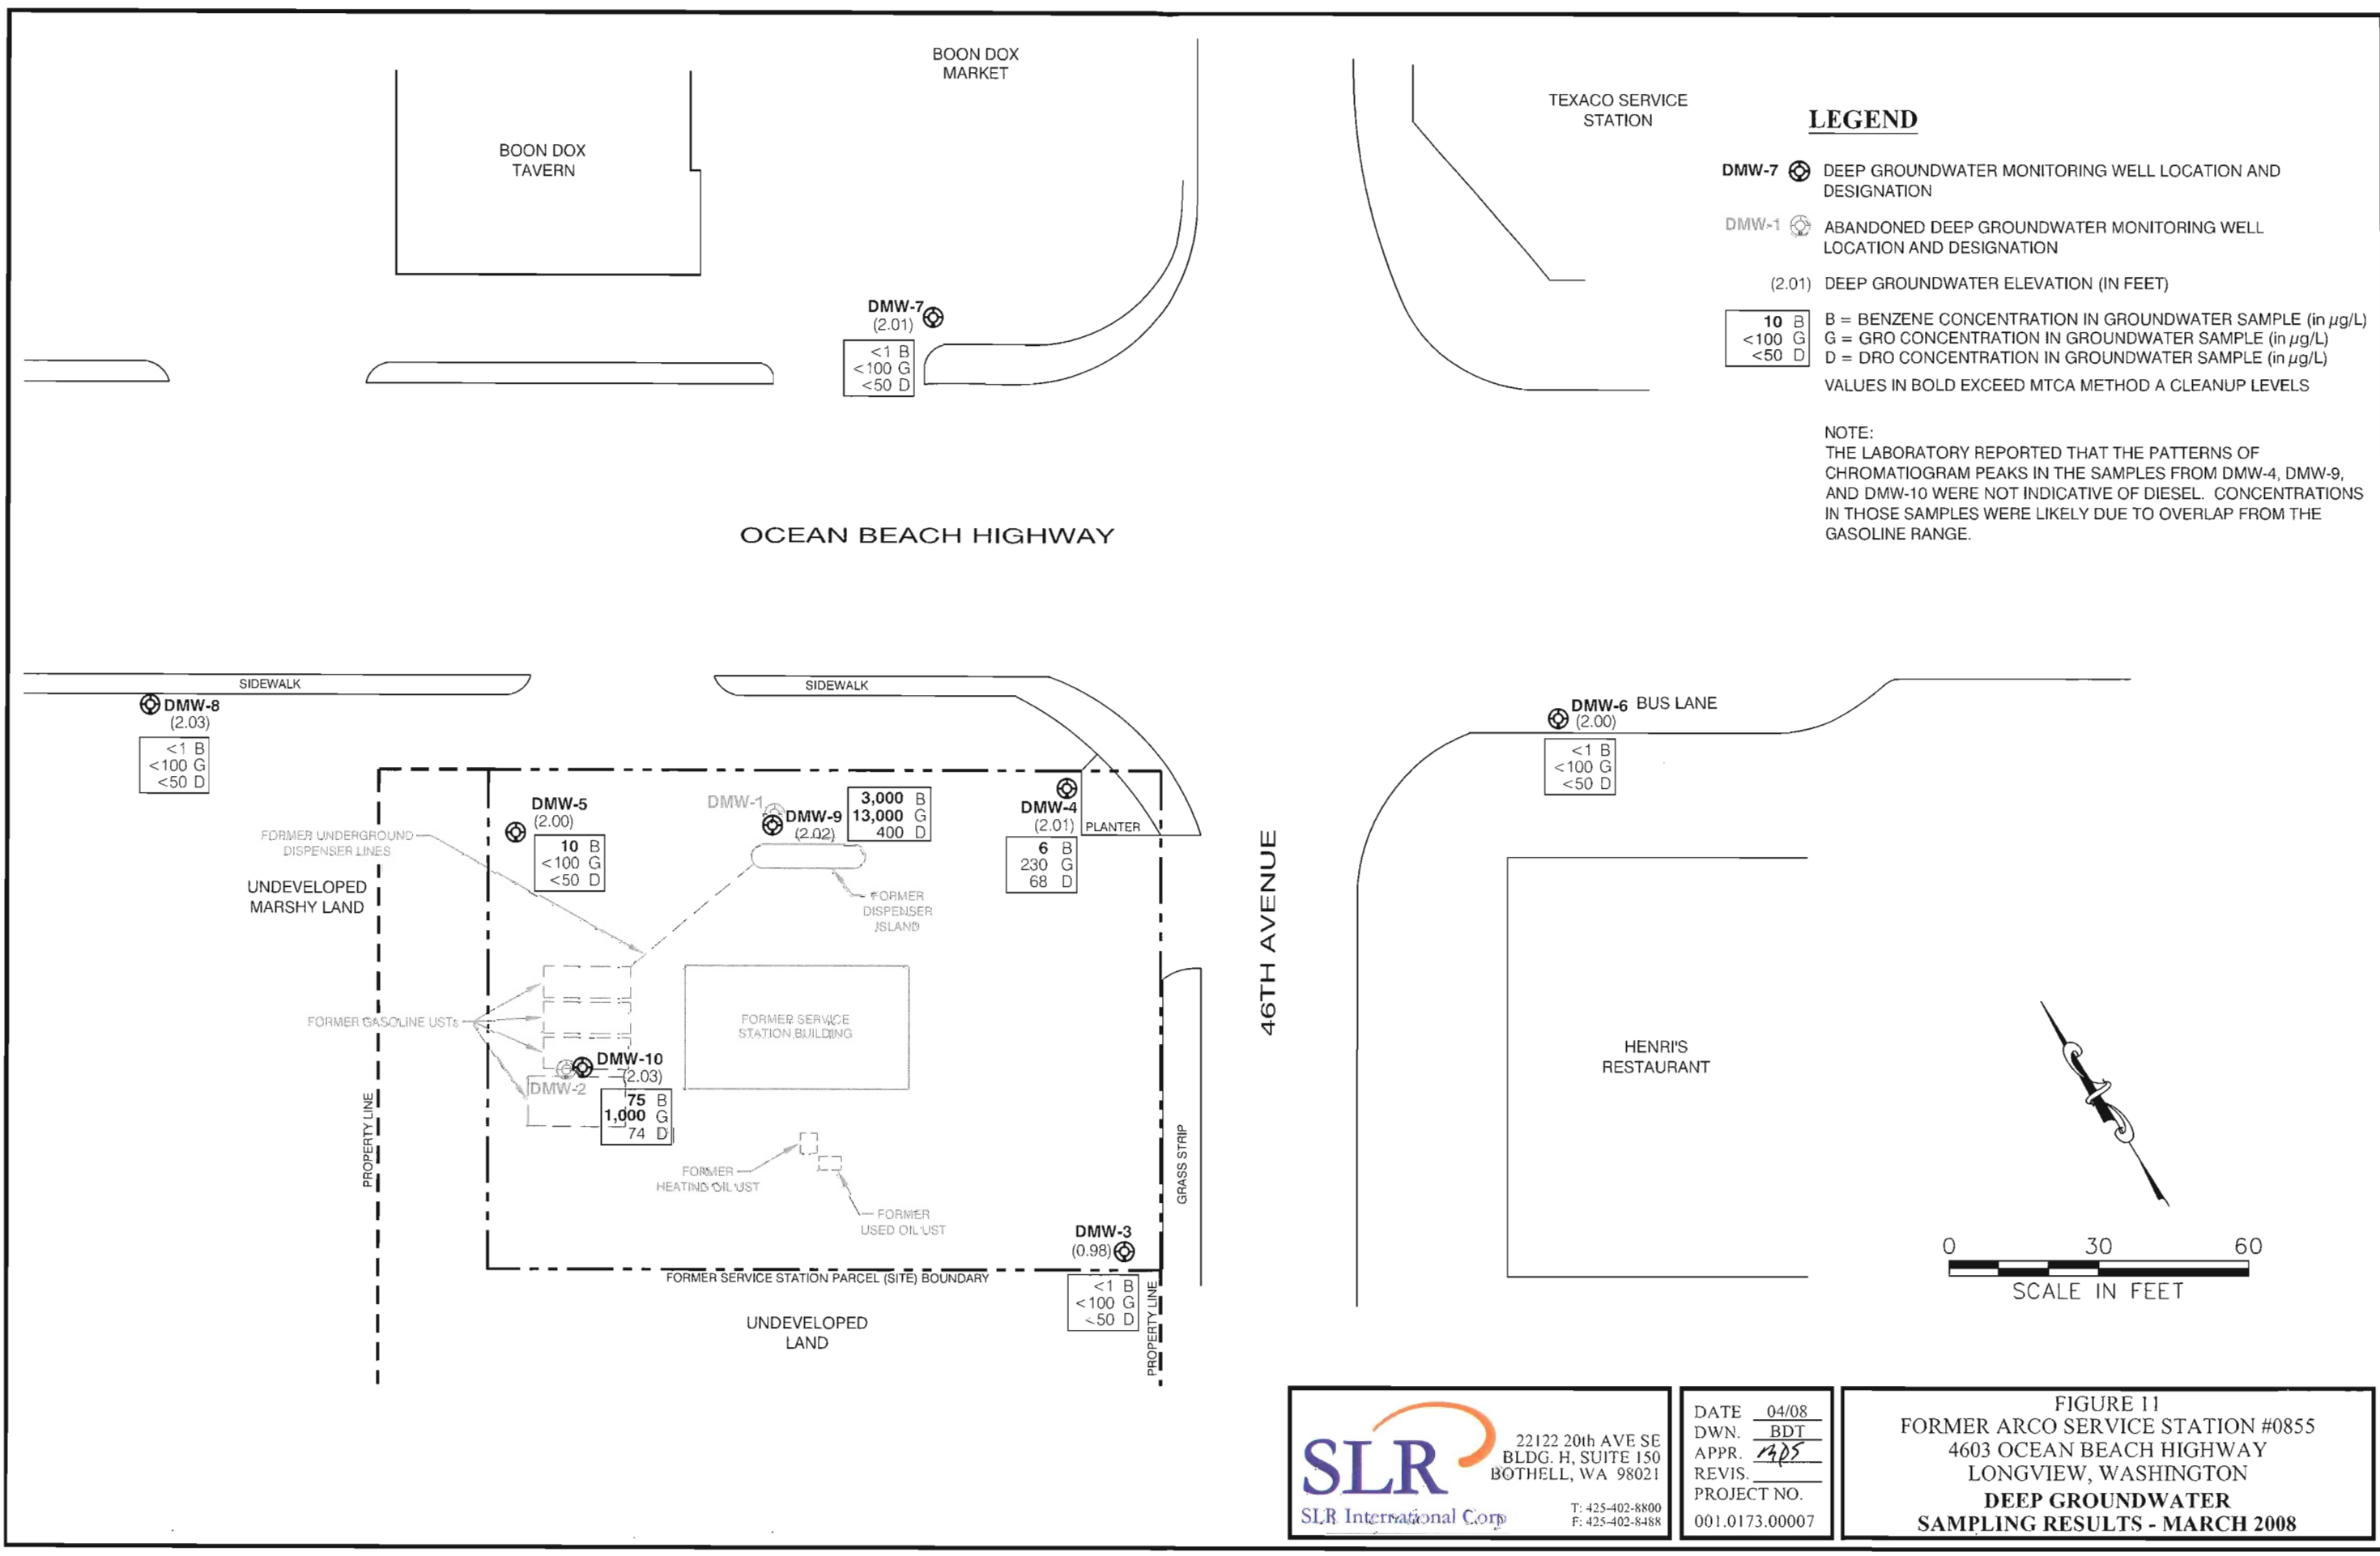 BOON DOX
MARKET
BOON DOX
TAVERN
TEXACO SERVICE
STATION
LEGEND
DMW-7 DEEP GROUNDWATER MONITORING WELL LOCATION AND
DESIGNATION
DMW-1 ABANDONED DEEP GROUNDWATER MONITORING WELL
LOCATION AND DESIGNATION
(2.01) DEEP GROUNDWATER ELEVATION (IN FEET)
10 B B = BENZENE CONCENTRATION IN GROUNDWATER SAMPLE (in µg/L)
<100 G G = GRO CONCENTRATION IN GROUNDWATER SAMPLE (in µg/L)
<50 D D = DRO CONCENTRATION IN GROUNDWATER SAMPLE (in µg/L)
VALUES IN BOLD EXCEED MTCA METHOD A CLEANUP LEVELS
NOTE:
THE LABORATORY REPORTED THAT THE PATTERNS OF
CHROMATIOGRAM PEAKS IN THE SAMPLES FROM DMW-4, DMW-9,
AND DMW-10 WERE NOT INDICATIVE OF DIESEL. CONCENTRATIONS
IN THOSE SAMPLES WERE LIKELY DUE TO OVERLAP FROM THE
GASOLINE RANGE.
DMW-7
(2.01)
<1 B
<100 G
<50 D
OCEAN BEACH HIGHWAY
SIDEWALK
SIDEWALK
DMW-8
(2.03)
<1 B
<100 G
<50 D
DMW-6 BUS LANE
(2.00)
<1 B
<100 G
<50 D
DMW-5
(2.00)
10 B
<100 G
<50 D
DMW-1
DMW-9
(2.02)
3,000 B
13,000 G
400 D
DMW-4
(2.01)
PLANTER
6 B
230 G
68 D
FORMER UNDERGROUND
DISPENSER LINES
UNDEVELOPED
MARSHY LAND
FORMER
DISPENSER
ISLAND
46TH AVENUE
FORMER GASOLINE USTs
FORMER SERVICE
STATION BUILDING
DMW-10
(2.03)
DMW-2
75 B
1,000 G
74 D
HENRI'S
RESTAURANT
PROPERTY LINE
GRASS STRIP
FORMER
HEATING OIL UST
FORMER
USED OIL UST
DMW-3
(0.98)
FORMER SERVICE STATION PARCEL (SITE) BOUNDARY
<1 B
<100 G
<50 D
PROPERTY LINE
UNDEVELOPED
LAND
0 30 60
SCALE IN FEET
SLR
SLR International Corp
22122 20th AVE SE
BLDG. H, SUITE 150
BOTHELL, WA 98021
T: 425-402-8800
F: 425-402-8488
DATE 04/08
DWN. BDT
APPR.
REVIS.
PROJECT NO.
001.0173.00007
FIGURE 11
FORMER ARCO SERVICE STATION #0855
4603 OCEAN BEACH HIGHWAY
LONGVIEW, WASHINGTON
DEEP GROUNDWATER
SAMPLING RESULTS - MARCH 2008